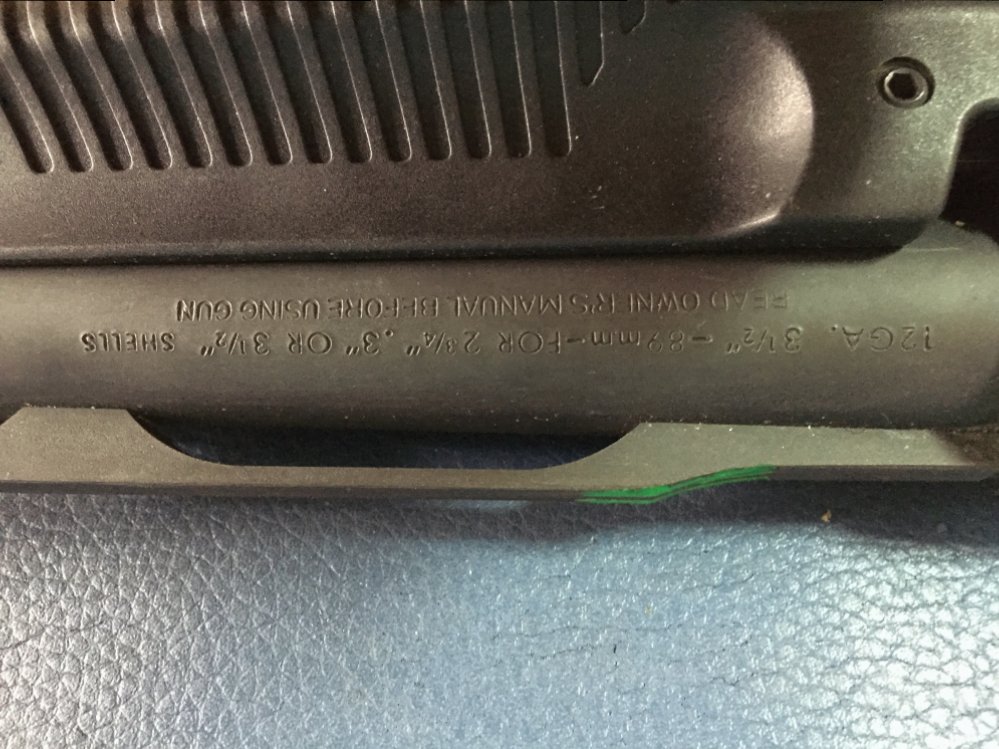 12GA. 3½" -89mm-FOR 2¾", 3" OR 3½" SHELLS
READ OWNER'S MANUAL BEFORE USING GUN